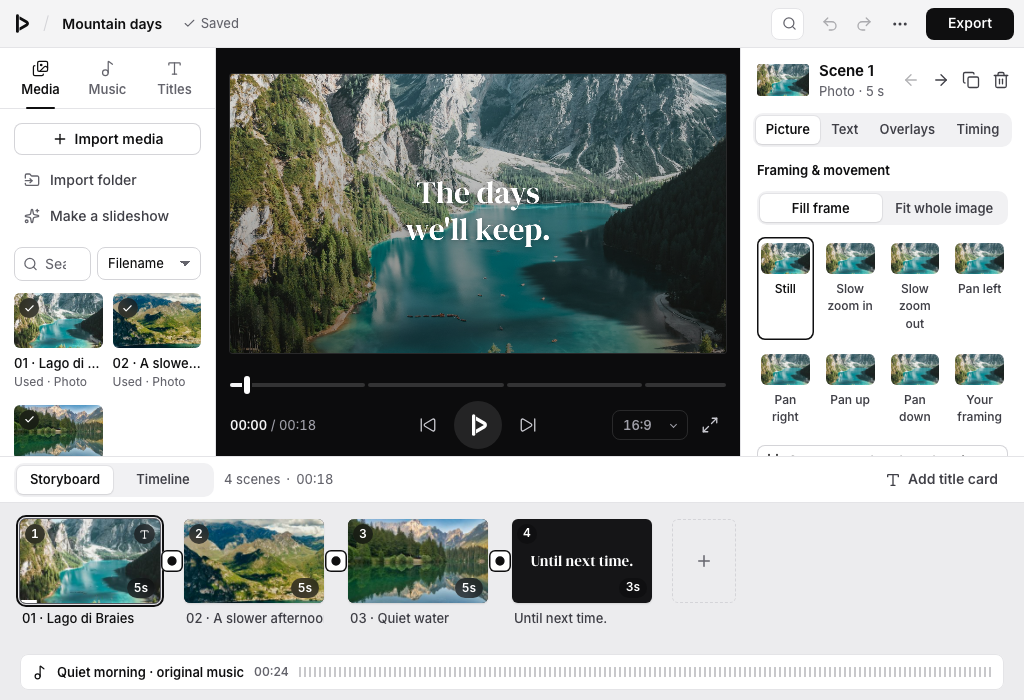 Mountain days
Saved
Export
Media
Music
Titles
Import media
Import folder
Make a slideshow
Filename
01 · Lago di ...
Used · Photo
02 · A slowe...
Used · Photo
The days
we'll keep.
00:00 / 00:18
16:9
Scene 1
Photo · 5 s
Picture
Text
Overlays
Timing
Framing & movement
Fill frame
Fit whole image
Still
Slow
zoom in
Slow
zoom
out
Pan left
Pan
right
Pan up
Pan
down
Your
framing
Storyboard
Timeline
4 scenes · 00:18
Add title card
1
T
5s
2
5s
3
5s
4
Until next time.
3s
01 · Lago di Braies
02 · A slower afternoo
03 · Quiet water
Until next time.
Quiet morning · original music
00:24